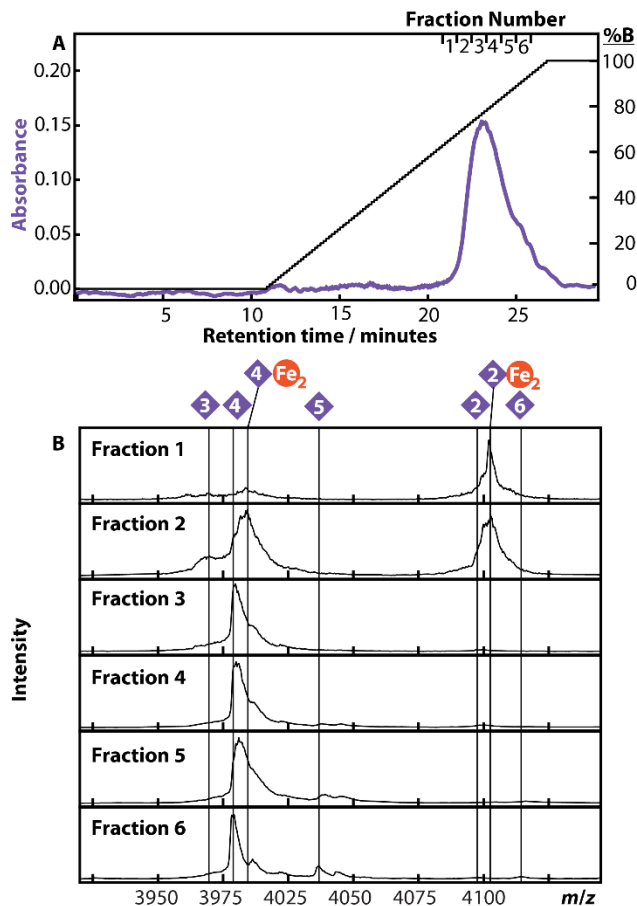 Fraction Number
A
1 2 3 4 5 6
%B
0.20
0.15
0.10
0.05
0.00
Absorbance
100
80
60
40
20
0
5 10 15 20 25
Retention time / minutes
4 Fe2 2 Fe2
3 4 5 2 6
B
Fraction 1
Fraction 2
Fraction 3
Fraction 4
Fraction 5
Fraction 6
Intensity
3950 3975 4025 4050 4075 4100 m/z